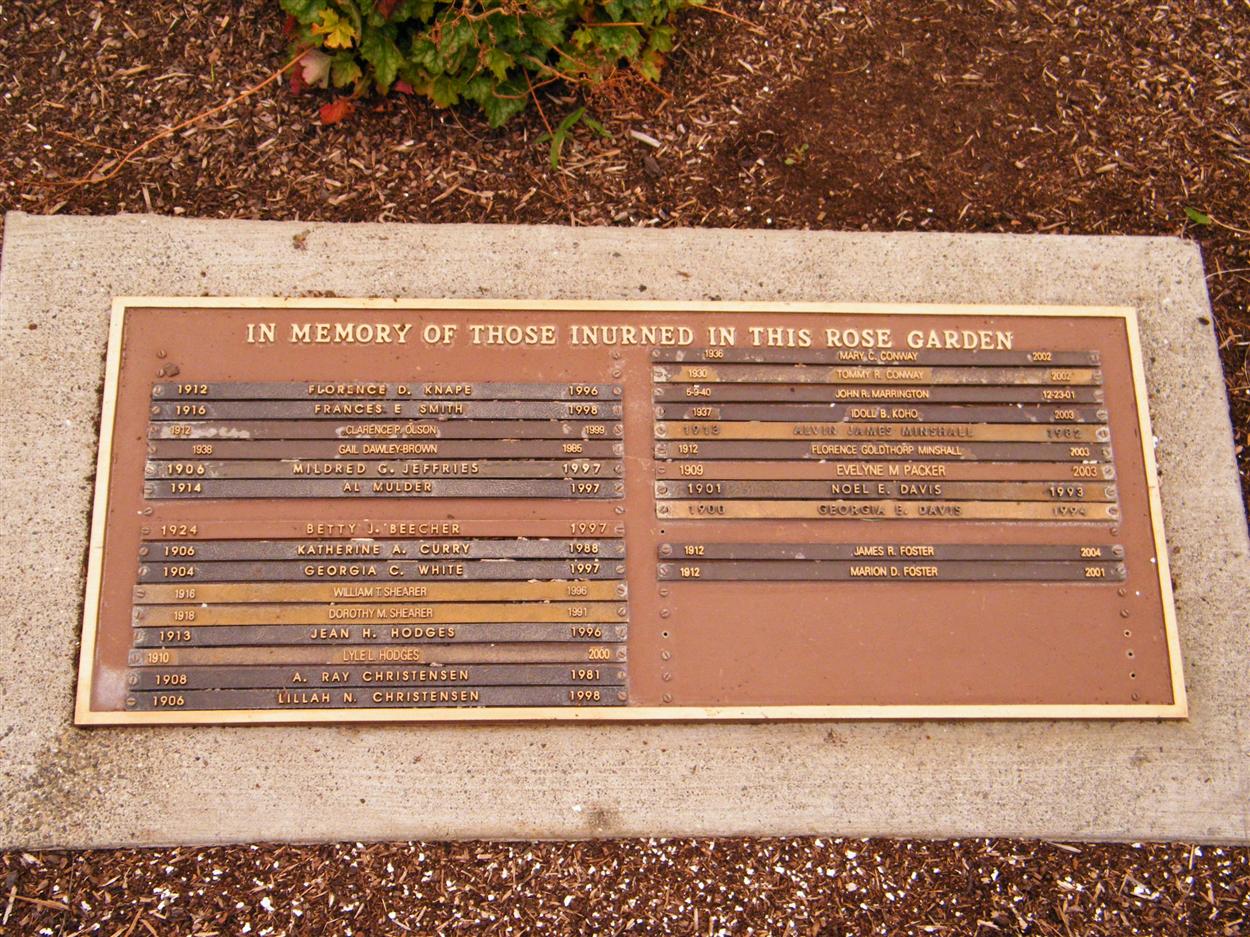 IN MEMORY OF THOSE INURNED IN THIS ROSE GARDEN
1912 FLORENCE D. KNAPE 1996
1916 FRANCES E SMITH 1998
1912 CLARENCE P. OLSON 1999
1938 GAIL DAWLEY-BROWN 1985
1906 MILDRED G. JEFFRIES 1997
1914 AL MULDER 1997
1924 BETTY J. BEECHER 1997
1906 KATHERINE A. CURRY 1988
1904 GEORGIA C. WHITE 1997
1916 WILLIAM T. SHEARER 1996
1918 DOROTHY M. SHEARER 1991
1913 JEAN H. HODGES 1996
1910 LYLE L. HODGES 2000
1908 A. RAY CHRISTENSEN 1981
1906 LILLAH N. CHRISTENSEN 1998
1936 MARY C. CONWAY 2002
1930 TOMMY R. CONWAY 2002
5-9-40 JOHN R. MARRINGTON 12-23-01
1937 IDOLL B. KOHO 2003
1913 ALVIN JAMES MINSHALL 1982
1912 FLORENCE GOLDTHORP MINSHALL 2003
1909 EVELYNE M. PACKER 2003
1901 NOEL E. DAVIS 1993
1900 GEORGIA E. DAVIS 1994
1912 JAMES R. FOSTER 2004
1912 MARION D. FOSTER 2001